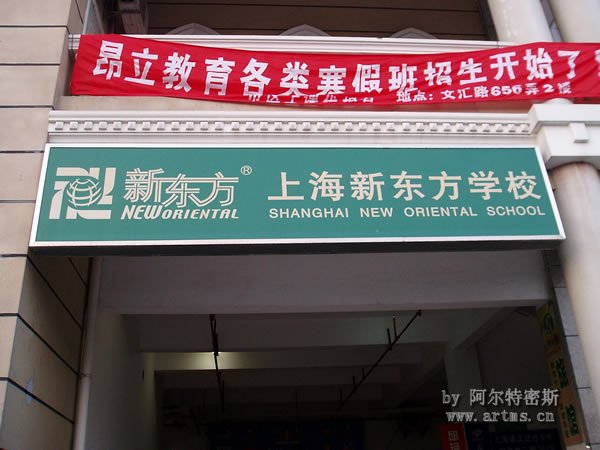 昂立教育各类寒假班招生开始了
地点：文汇路656弄2楼
新东方®
NEW ORIENTAL
上海新东方学校
SHANGHAI NEW ORIENTAL SCHOOL
by 阿尔特密斯
www.artms.cn